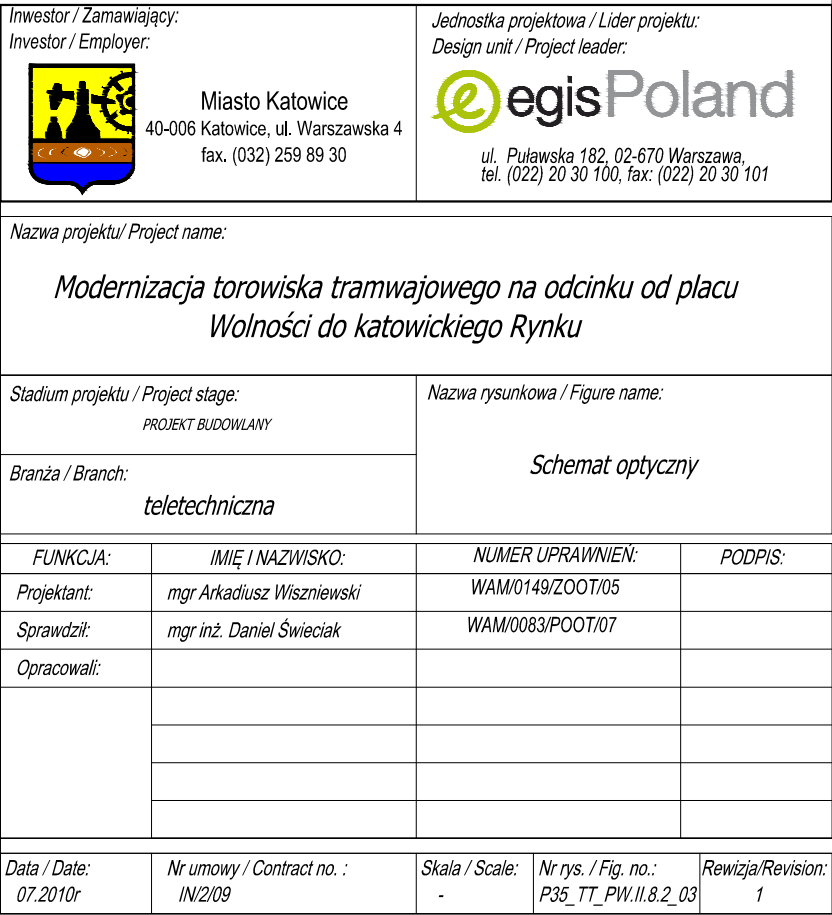 Inwestor / Zamawiający:
Investor / Employer:
Miasto Katowice
40-006 Katowice, ul. Warszawska 4
fax. (032) 259 89 30
Jednostka projektowa / Lider projektu:
Design unit / Project leader:
egisPoland
ul. Puławska 182, 02-670 Warszawa,
tel. (022) 20 30 100, fax: (022) 20 30 101
Nazwa projektu/ Project name:
Modernizacja torowiska tramwajowego na odcinku od placu
Wolności do katowickiego Rynku
Stadium projektu / Project stage:
PROJEKT BUDOWLANY
Branża / Branch:
teletechniczna
Nazwa rysunkowa / Figure name:
Schemat optyczny
FUNKCJA: IMIĘ I NAZWISKO: NUMER UPRAWNIEŃ: PODPIS:
Projektant: mgr Arkadiusz Wiszniewski WAM/0149/ZOOT/05
Sprawdził: mgr inż. Daniel Świeciak WAM/0083/POOT/07
Opracowali:
Data / Date: Nr umowy / Contract no. : Skala / Scale: Nr rys. / Fig. no.: Rewizja/Revision:
07.2010r IN/2/09 - P35_TT_PW.II.8.2_03 1